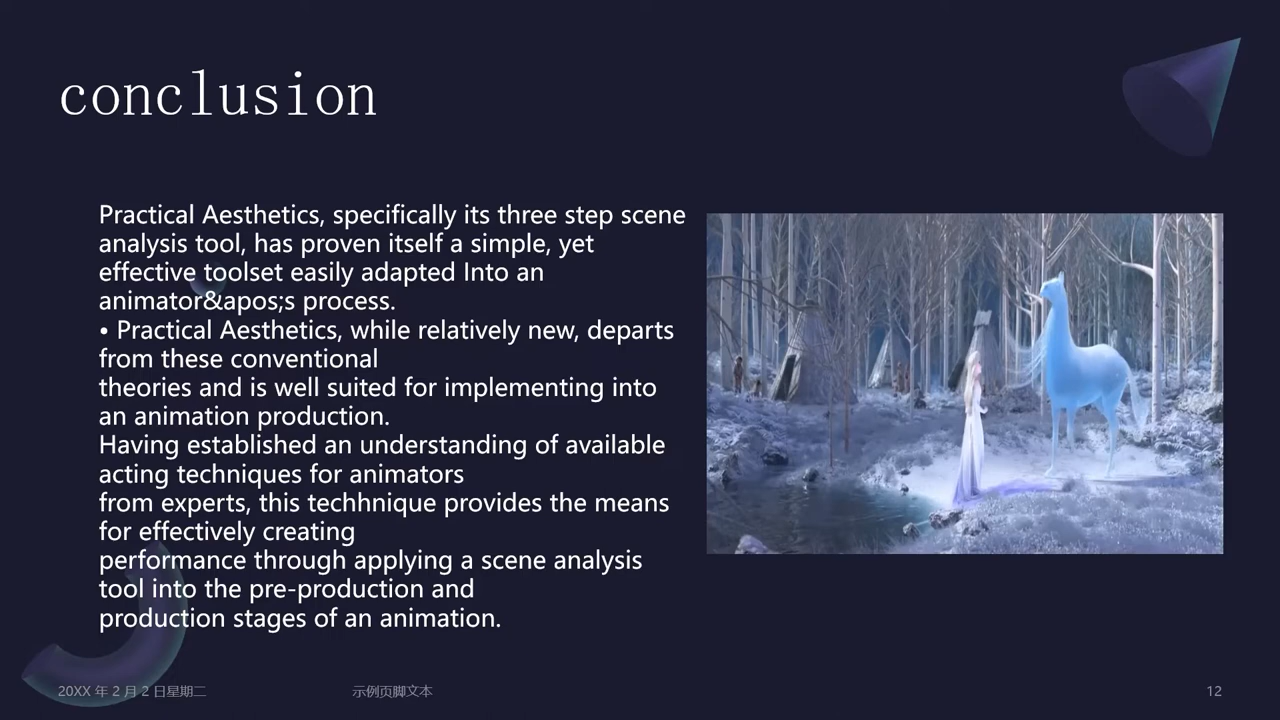 conclusion
Practical Aesthetics, specifically its three step scene
analysis tool, has proven itself a simple, yet
effective toolset easily adapted Into an
animator&apos;s process.
• Practical Aesthetics, while relatively new, departs
from these conventional
theories and is well suited for implementing into
an animation production.
Having established an understanding of available
acting techniques for animators
from experts, this techhnique provides the means
for effectively creating
performance through applying a scene analysis
tool into the pre-production and
production stages of an animation.
20XX 年 2 月 2 日星期二
示例页脚文本
12